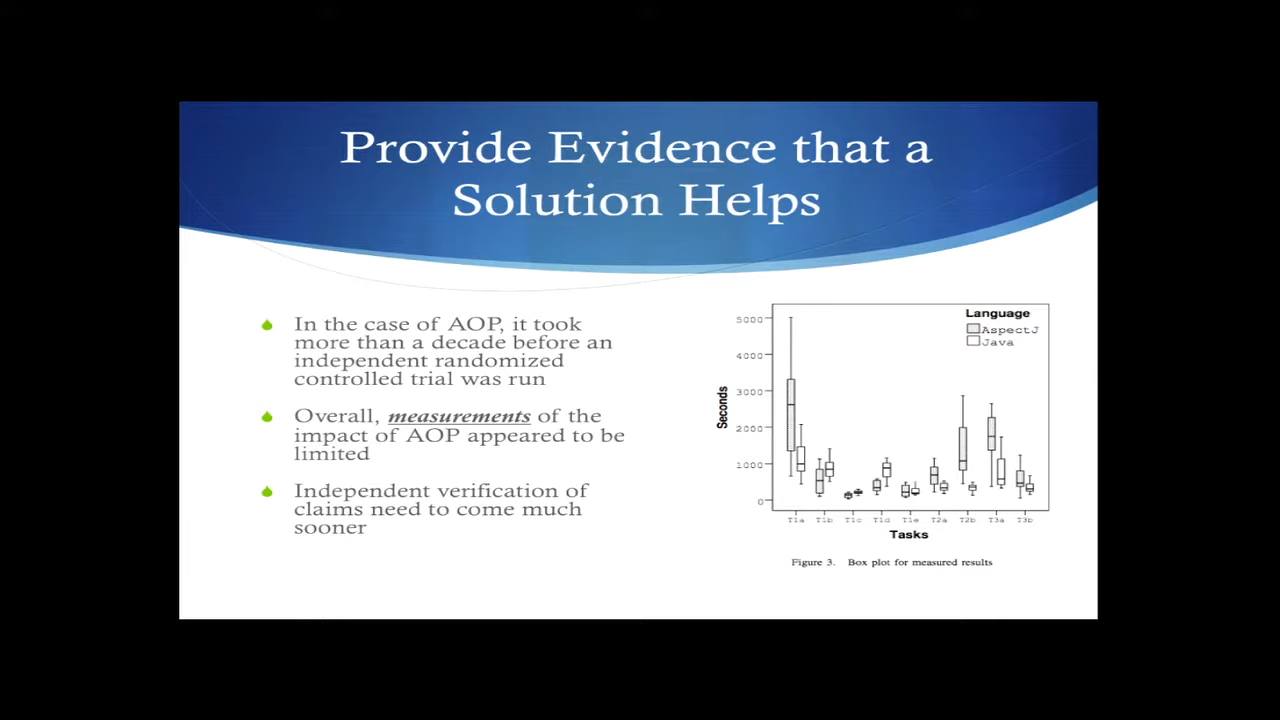 Provide Evidence that a
Solution Helps
In the case of AOP, it took
more than a decade before an
independent randomized
controlled trial was run
Overall, measurements of the
impact of AOP appeared to be
limited
Independent verification of
claims need to come much
sooner
Language
AspectJ
Java
Seconds
5000
4000
3000
2000
1000
0
T1a T1b T1c T1d T1e T2a T2b T3a T3b
Tasks
Figure 3. Box plot for measured results